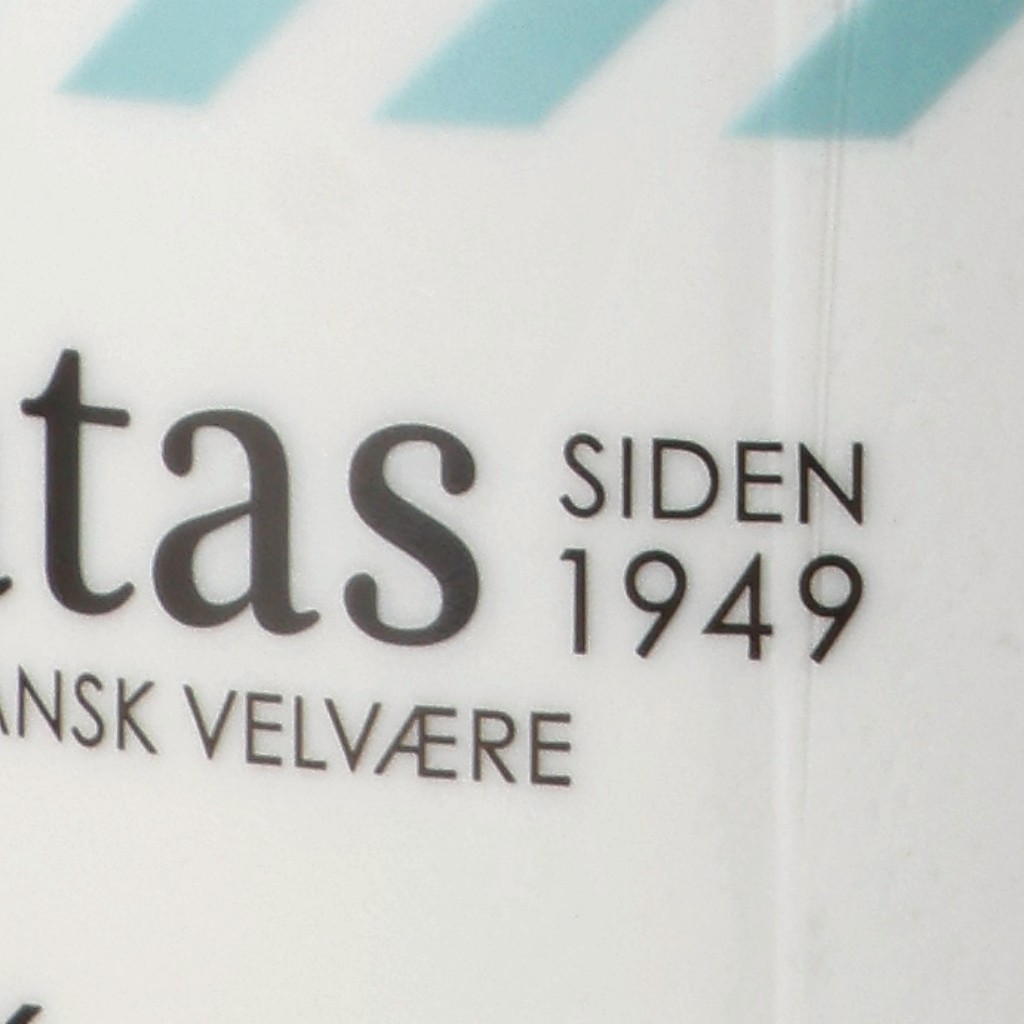 tas SIDEN
1949
ANSK VELVÆRE